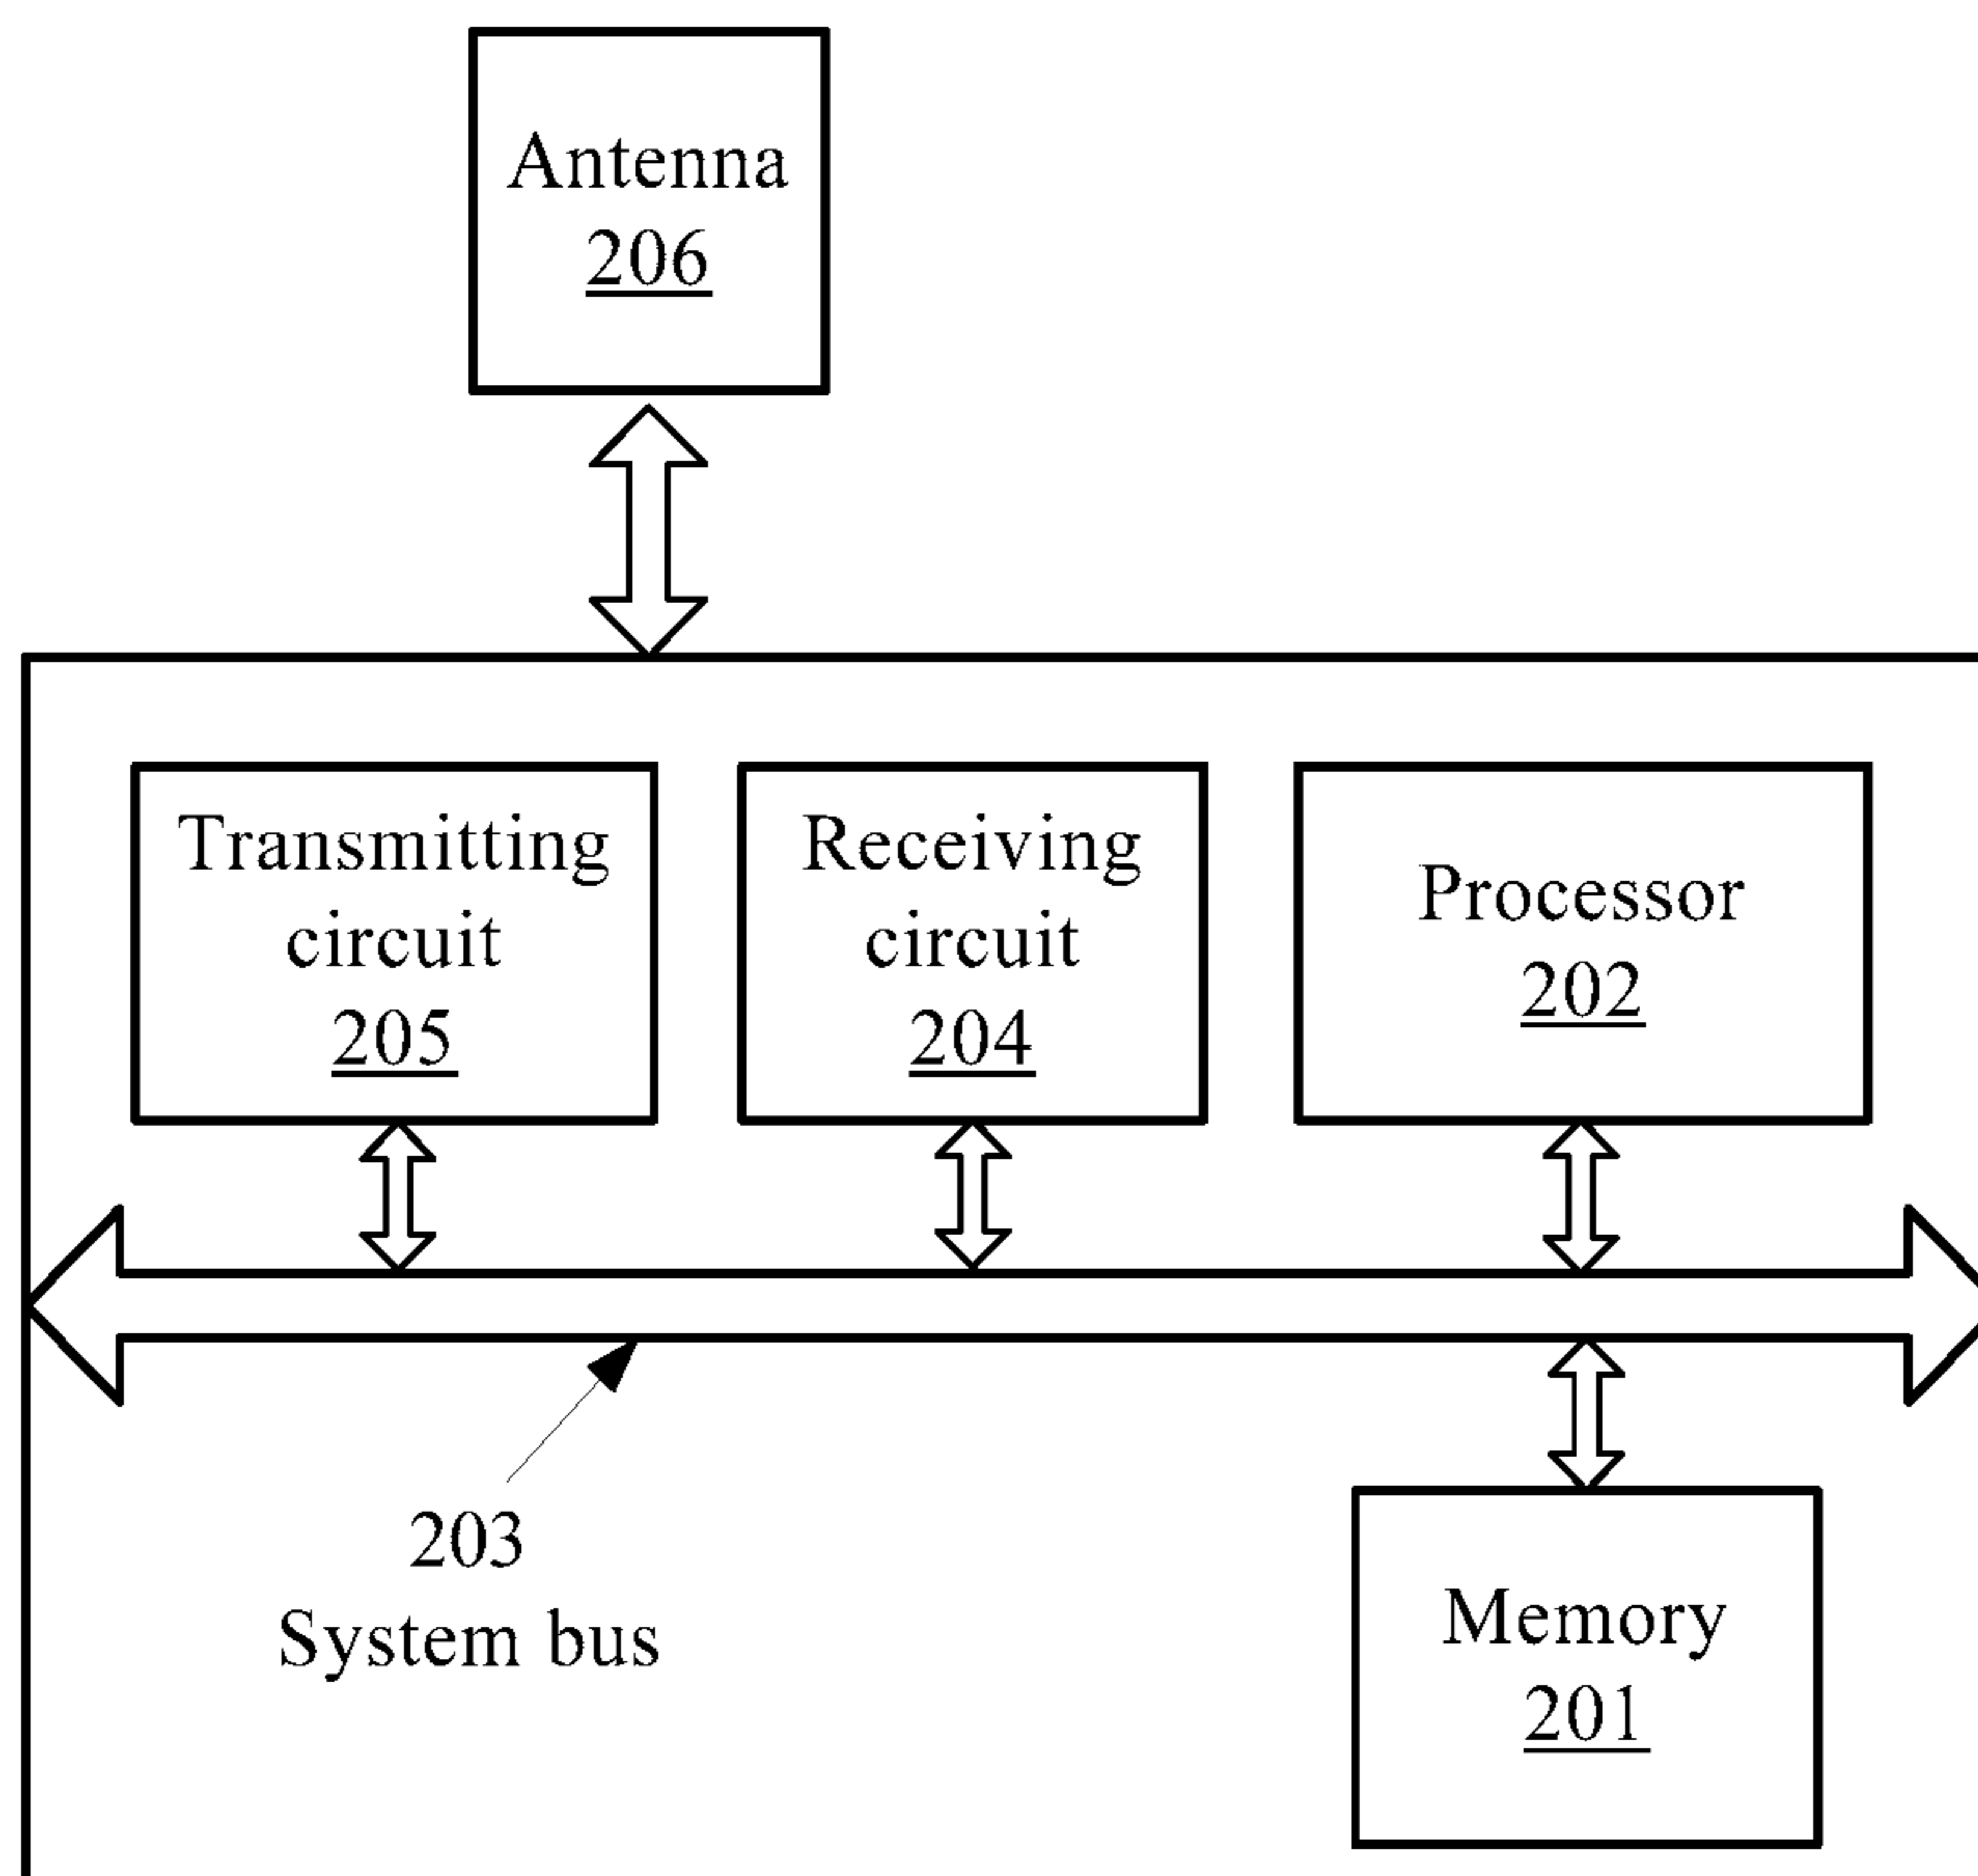 Antenna
206
Transmitting
circuit
205
Receiving
circuit
204
Processor
202
203
System bus
Memory
201